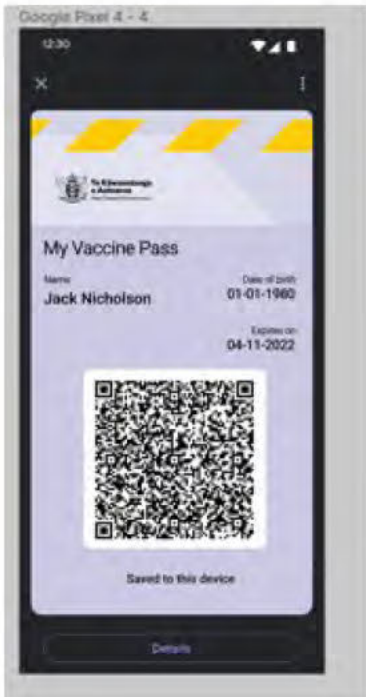 Google Pixel 4 - 4
12:30
My Vaccine Pass
Name
Date of birth
Jack Nicholson
01-01-1960
Expires on
04-11-2022
Saved to this device
Details